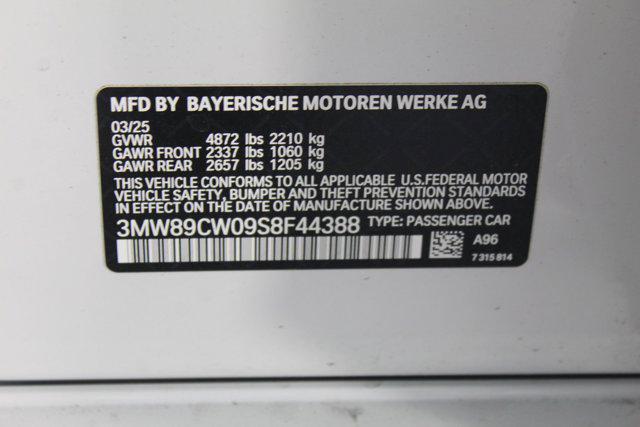 MFD BY BAYERISCHE MOTOREN WERKE AG
03/25
GVWR 4872 lbs 2210 kg
GAWR FRONT 2337 lbs 1060 kg
GAWR REAR 2657 lbs 1205 kg
THIS VEHICLE CONFORMS TO ALL APPLICABLE U.S.FEDERAL MOTOR
VEHICLE SAFETY, BUMPER AND THEFT PREVENTION STANDARDS
IN EFFECT ON THE DATE OF MANUFACTURE SHOWN ABOVE.
3MW89CW09S8F44388 TYPE: PASSENGER CAR
A96
7 315 814